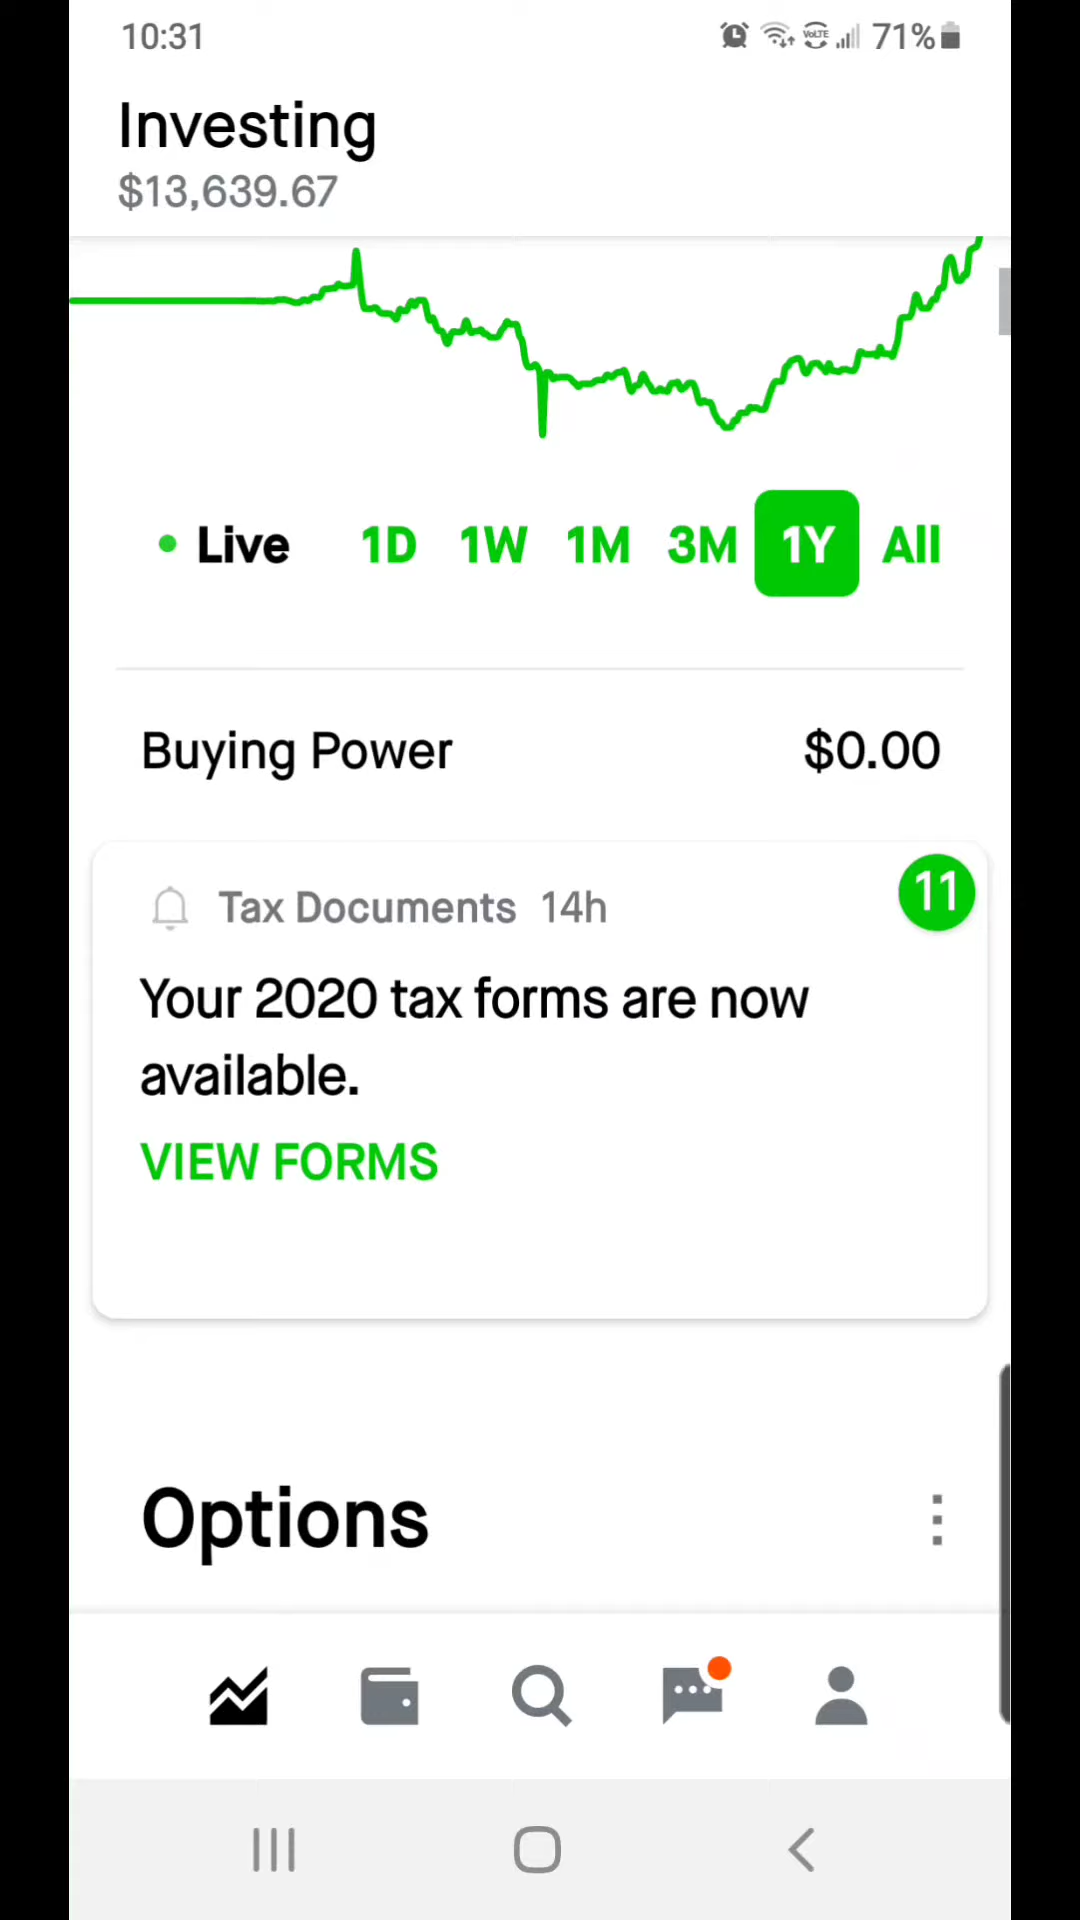 10:31 VoLTE 71%
Investing
$13,639.67
Live 1D 1W 1M 3M 1Y All
Buying Power $0.00
Tax Documents 14h 11
Your 2020 tax forms are now
available.
VIEW FORMS
Options